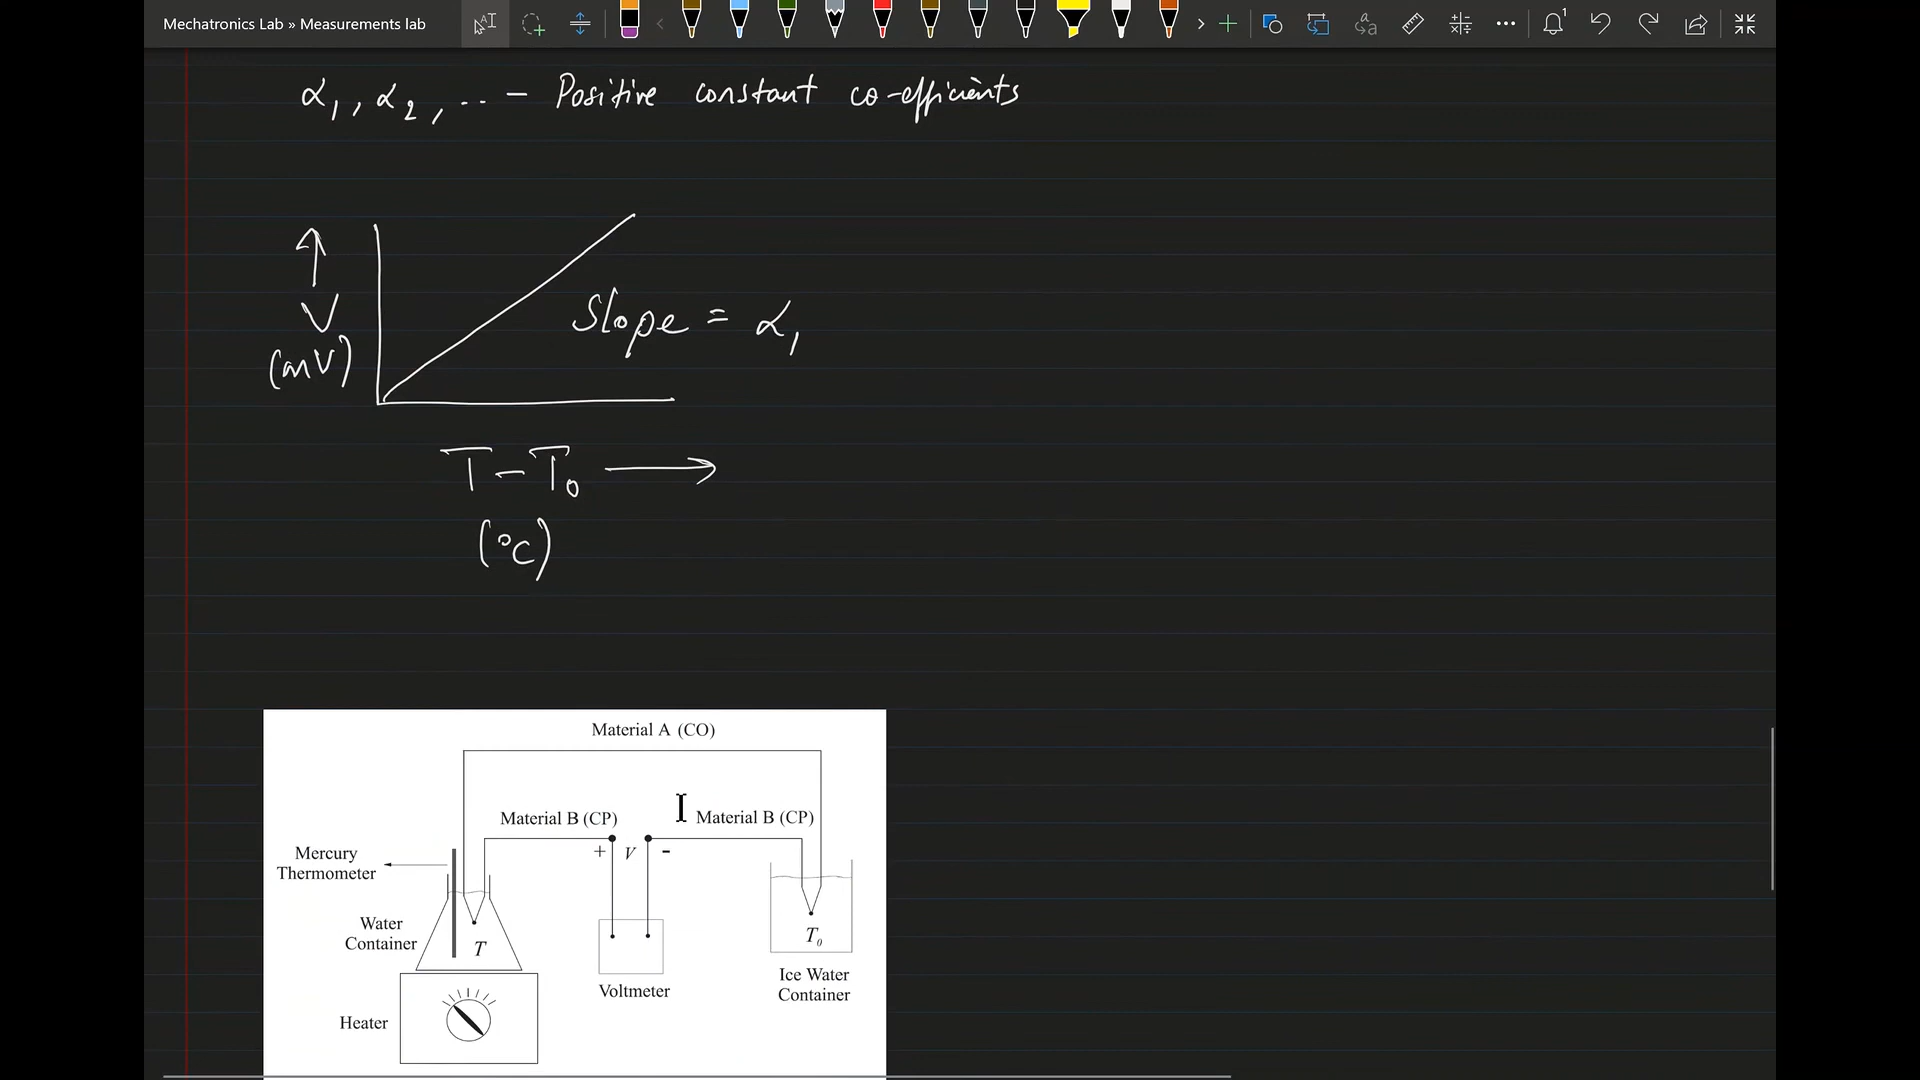 Mechatronics Lab » Measurements lab
α₁, α₂, .. – Positive constant co-efficients
V
(mV)
Slope = α₁
T – T₀
(°C)
Material A (CO)
Material B (CP)
Material B (CP)
+ V -
Mercury
Thermometer
Water
Container
T
T₀
Voltmeter
Ice Water
Container
Heater